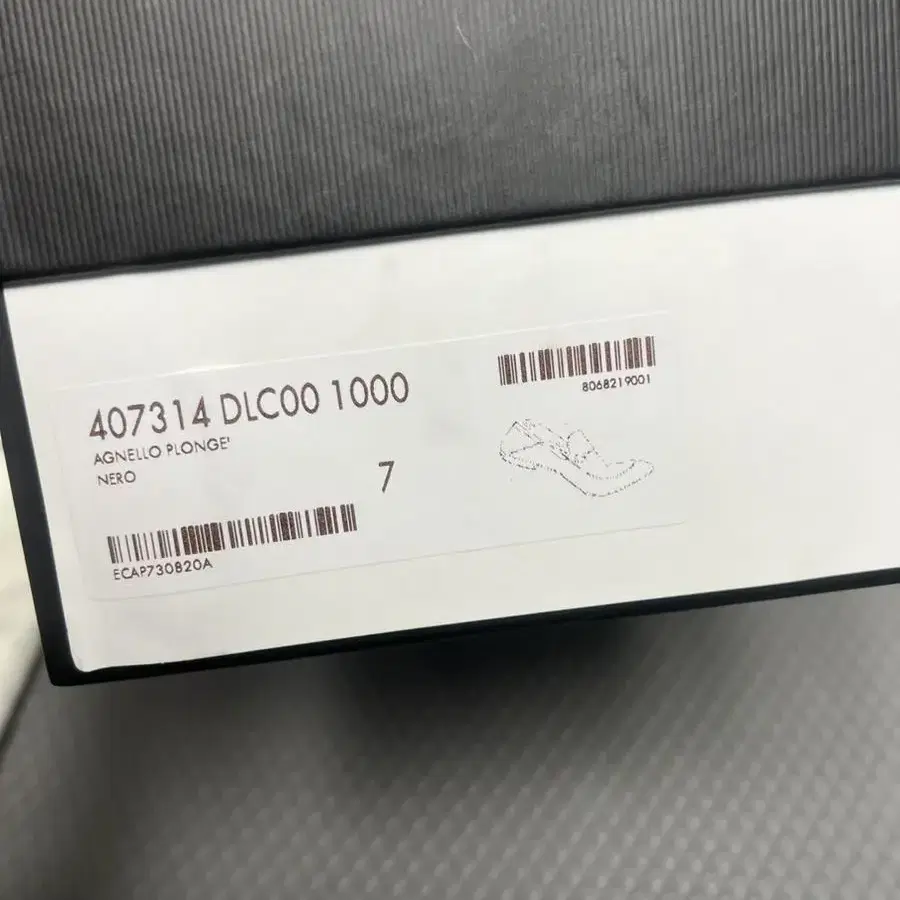 407314 DLC00 1000
AGNELLO PLONGE'
NERO
7
ECAP730820A
8068219001